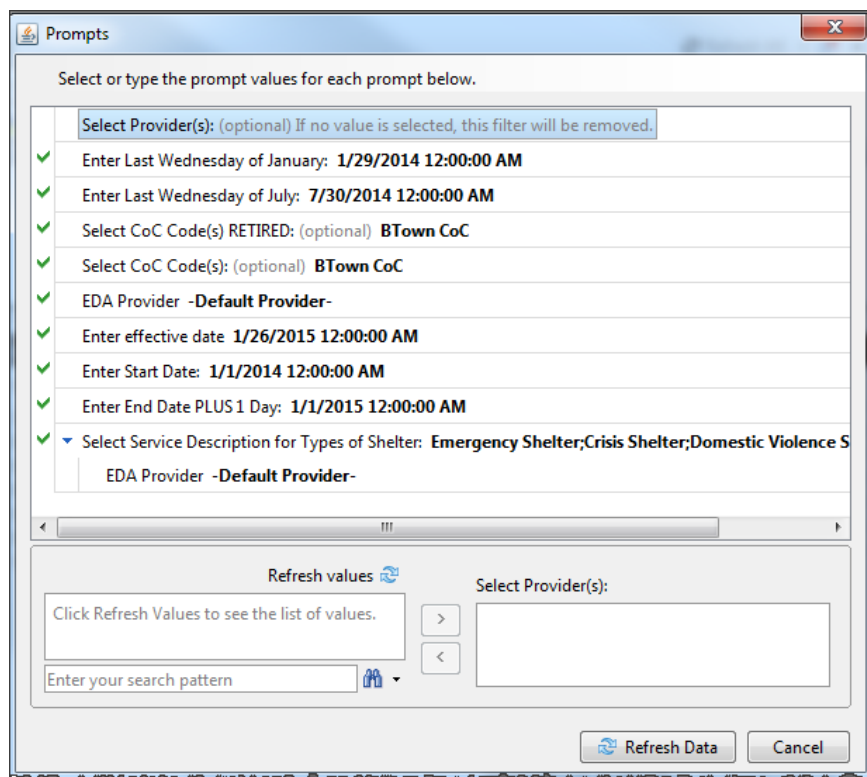 Prompts
Select or type the prompt values for each prompt below.
Select Provider(s): (optional) If no value is selected, this filter will be removed.
Enter Last Wednesday of January: 1/29/2014 12:00:00 AM
Enter Last Wednesday of July: 7/30/2014 12:00:00 AM
Select CoC Code(s) RETIRED: (optional) BTown CoC
Select CoC Code(s): (optional) BTown CoC
EDA Provider -Default Provider-
Enter effective date 1/26/2015 12:00:00 AM
Enter Start Date: 1/1/2014 12:00:00 AM
Enter End Date PLUS 1 Day: 1/1/2015 12:00:00 AM
Select Service Description for Types of Shelter: Emergency Shelter;Crisis Shelter;Domestic Violence S
EDA Provider -Default Provider-
Refresh values
Select Provider(s):
Click Refresh Values to see the list of values.
>
<
Enter your search pattern
Refresh Data
Cancel